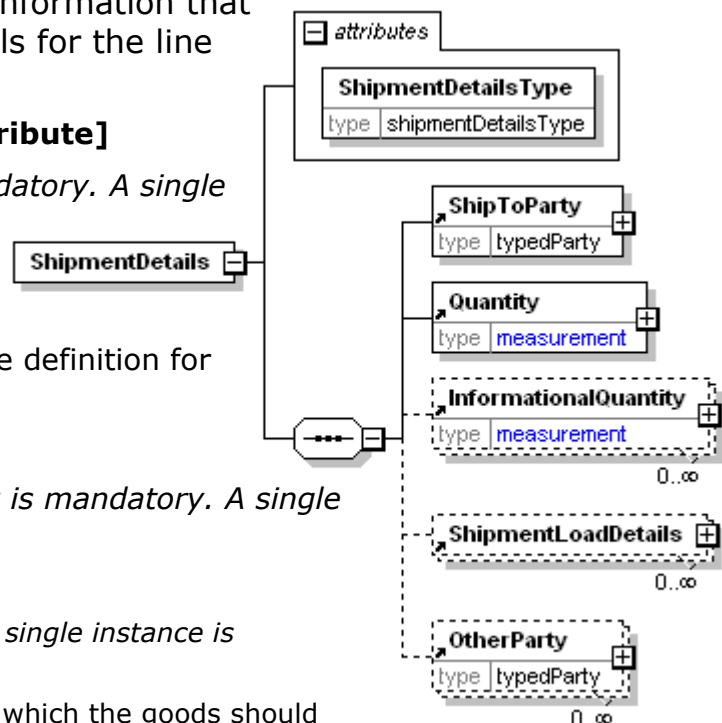 nformation that
ls for the line
ribute]
datory. A single
e definition for
is mandatory. A single
single instance is
which the goods should
attributes
ShipmentDetailsType
type shipmentDetailsType
ShipmentDetails
ShipToParty
type typedParty
Quantity
type measurement
InformationalQuantity
type measurement
0..∞
ShipmentLoadDetails
0..∞
OtherParty
type typedParty
0..∞